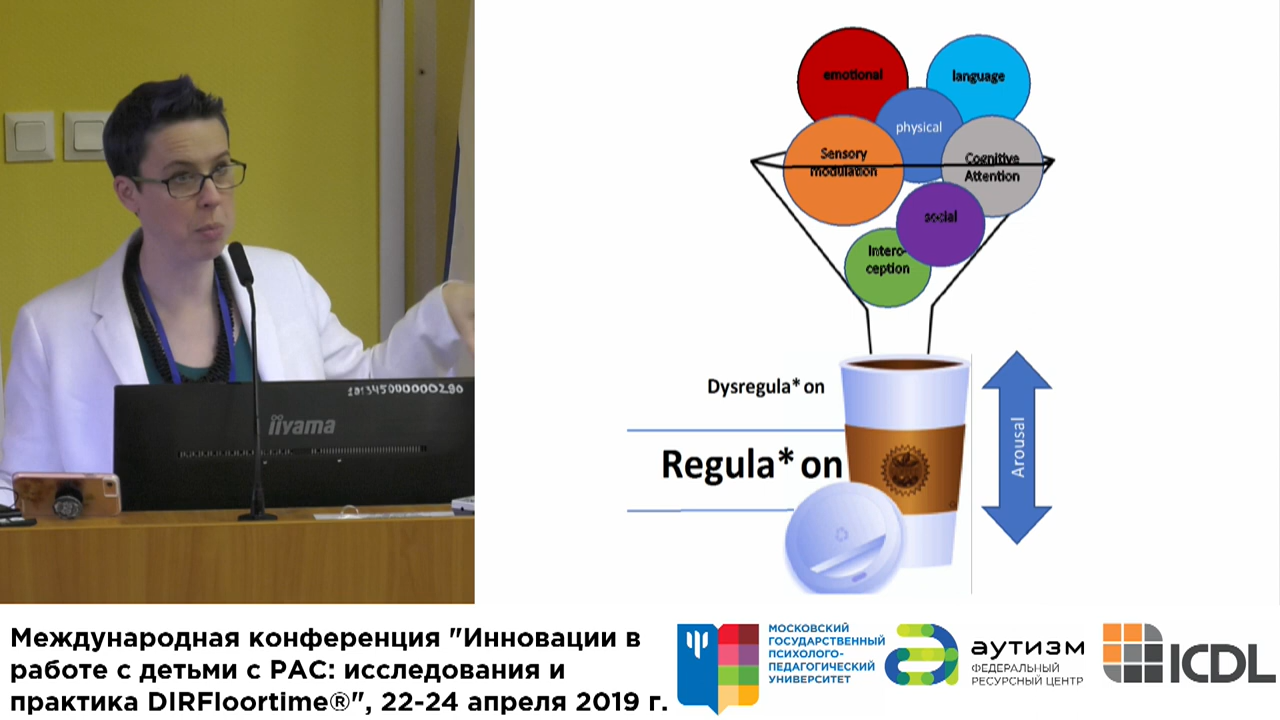 emotional
language
physical
Sensory
modulation
Cognitive
Attention
social
Intero-
ception
Dysregula* on
Regula* on
Arousal
iiyama
Международная конференция "Инновации в
работе с детьми с РАС: исследования и
практика DIRFloortime®", 22-24 апреля 2019 г.
МОСКОВСКИЙ
ГОСУДАРСТВЕННЫЙ
ПСИХОЛОГО-
ПЕДАГОГИЧЕСКИЙ
УНИВЕРСИТЕТ
аутизм
ФЕДЕРАЛЬНЫЙ
РЕСУРСНЫЙ ЦЕНТР
ICDL